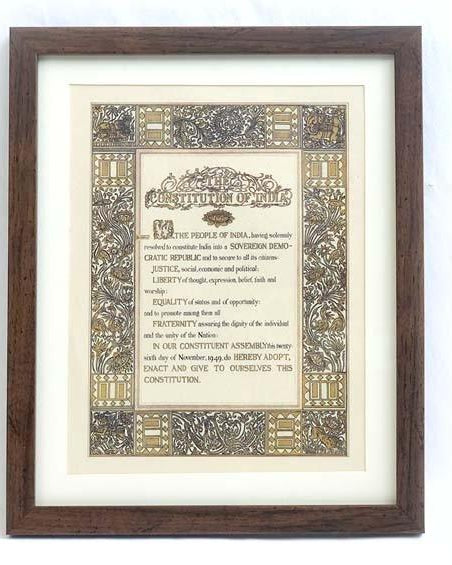 THE
CONSTITUTION OF INDIA
WE, THE PEOPLE OF INDIA, having solemnly
resolved to constitute India into a SOVEREIGN DEMO-
CRATIC REPUBLIC and to secure to all its citizens:
JUSTICE, social, economic and political;
LIBERTY of thought, expression, belief, faith and
worship;
EQUALITY of status and of opportunity;
and to promote among them all
FRATERNITY assuring the dignity of the individual
and the unity of the Nation;
IN OUR CONSTITUENT ASSEMBLY this twenty-
sixth day of November, 1949, do HEREBY ADOPT,
ENACT AND GIVE TO OURSELVES THIS
CONSTITUTION.